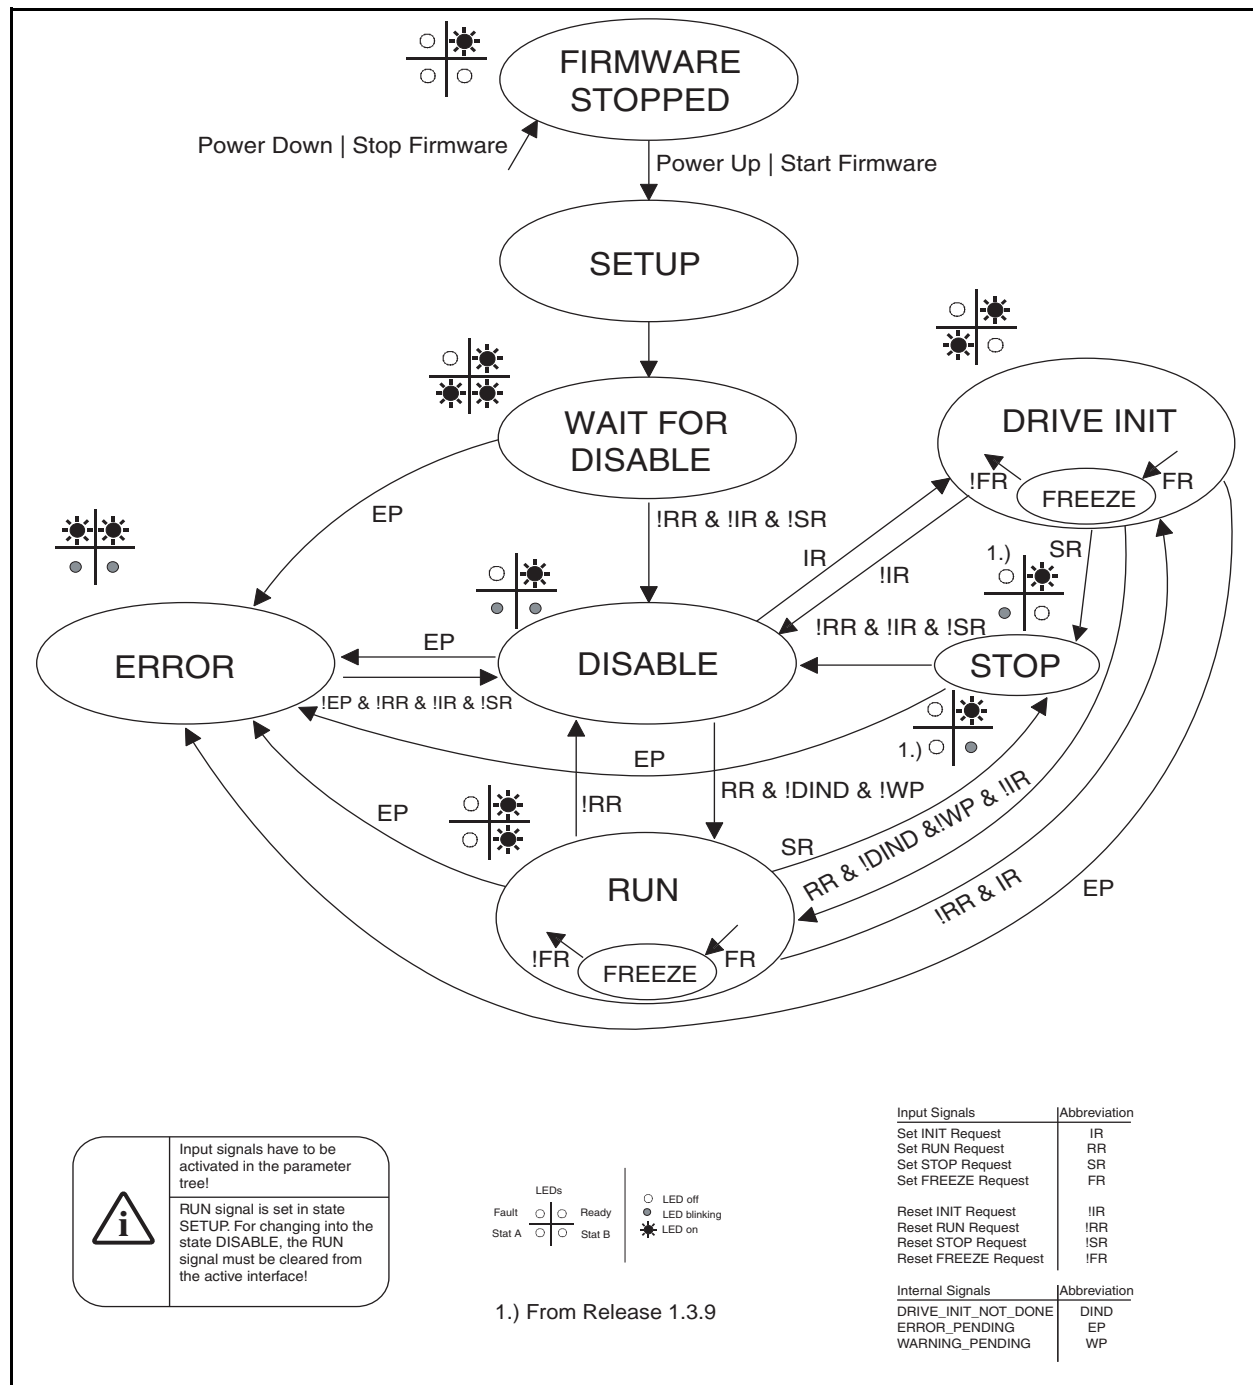 FIRMWARE
STOPPED
Power Down | Stop Firmware
Power Up | Start Firmware
SETUP
WAIT FOR
DISABLE
DRIVE INIT
!FR
FREEZE
FR
EP
!RR & !IR & !SR
IR
!IR
1.)
SR
!RR & !IR & !SR
ERROR
EP
DISABLE
STOP
!EP & !RR & !IR & !SR
1.)
EP
!RR
RR & !DIND & !WP
EP
SR
RR & !DIND &!WP & !IR
!RR & IR
EP
RUN
!FR
FREEZE
FR
Input signals have to be
activated in the parameter
tree!
i
RUN signal is set in state
SETUP. For changing into the
state DISABLE, the RUN
signal must be cleared from
the active interface!
LEDs
Fault
Ready
Stat A
Stat B
LED off
LED blinking
LED on
1.) From Release 1.3.9
Input Signals Abbreviation
Set INIT Request IR
Set RUN Request RR
Set STOP Request SR
Set FREEZE Request FR
Reset INIT Request !IR
Reset RUN Request !RR
Reset STOP Request !SR
Reset FREEZE Request !FR
Internal Signals Abbreviation
DRIVE_INIT_NOT_DONE DIND
ERROR_PENDING EP
WARNING_PENDING WP